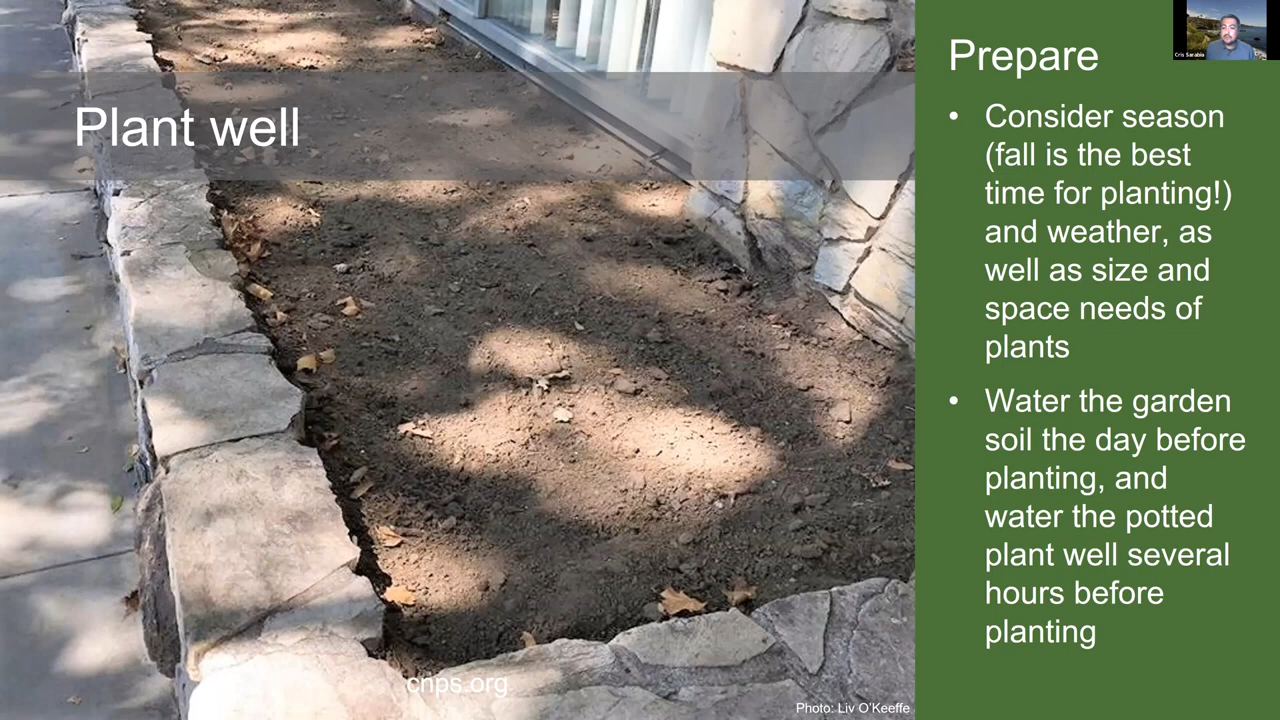 Plant well
Prepare
• Consider season
(fall is the best
time for planting!)
and weather, as
well as size and
space needs of
plants
• Water the garden
soil the day before
planting, and
water the potted
plant well several
hours before
planting
cnps.org
Photo: Liv O'Keeffe
Cris Sarabia